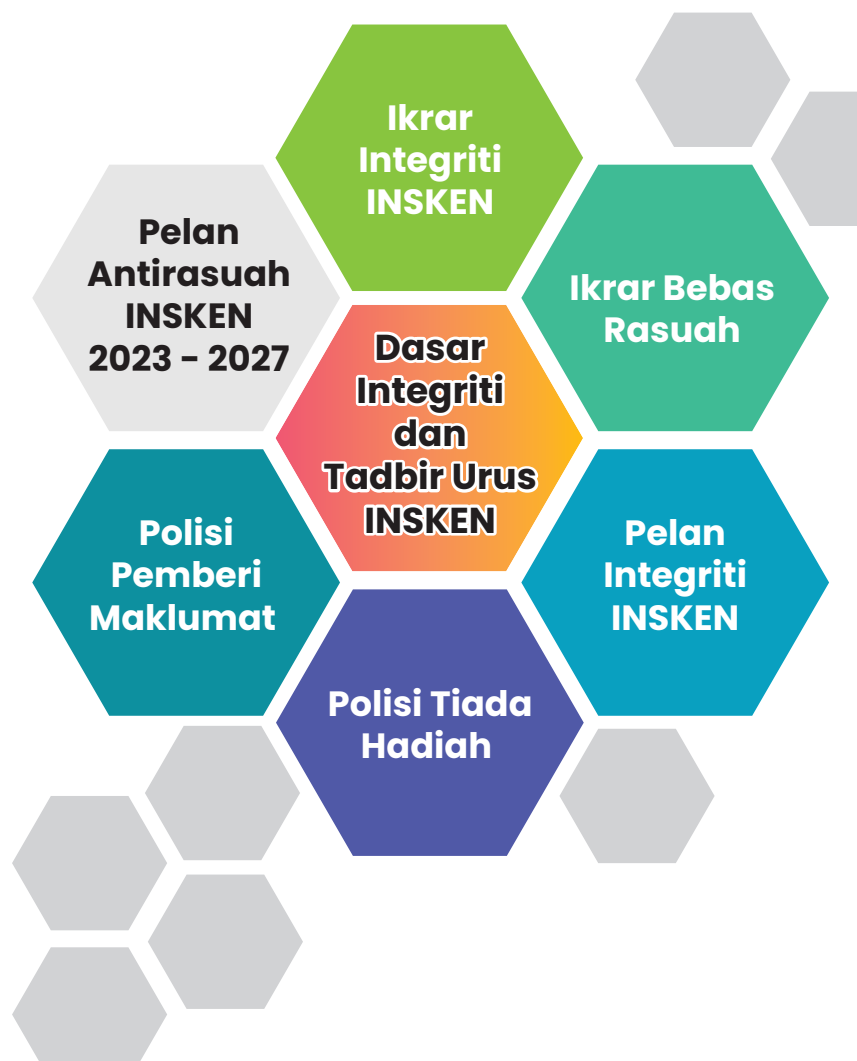 Ikrar
Integriti
INSKEN
Pelan
Antirasuah
INSKEN
2023 - 2027
Ikrar Bebas
Rasuah
Dasar
Integriti
dan
Tadbir Urus
INSKEN
Polisi
Pemberi
Maklumat
Pelan
Integriti
INSKEN
Polisi Tiada
Hadiah